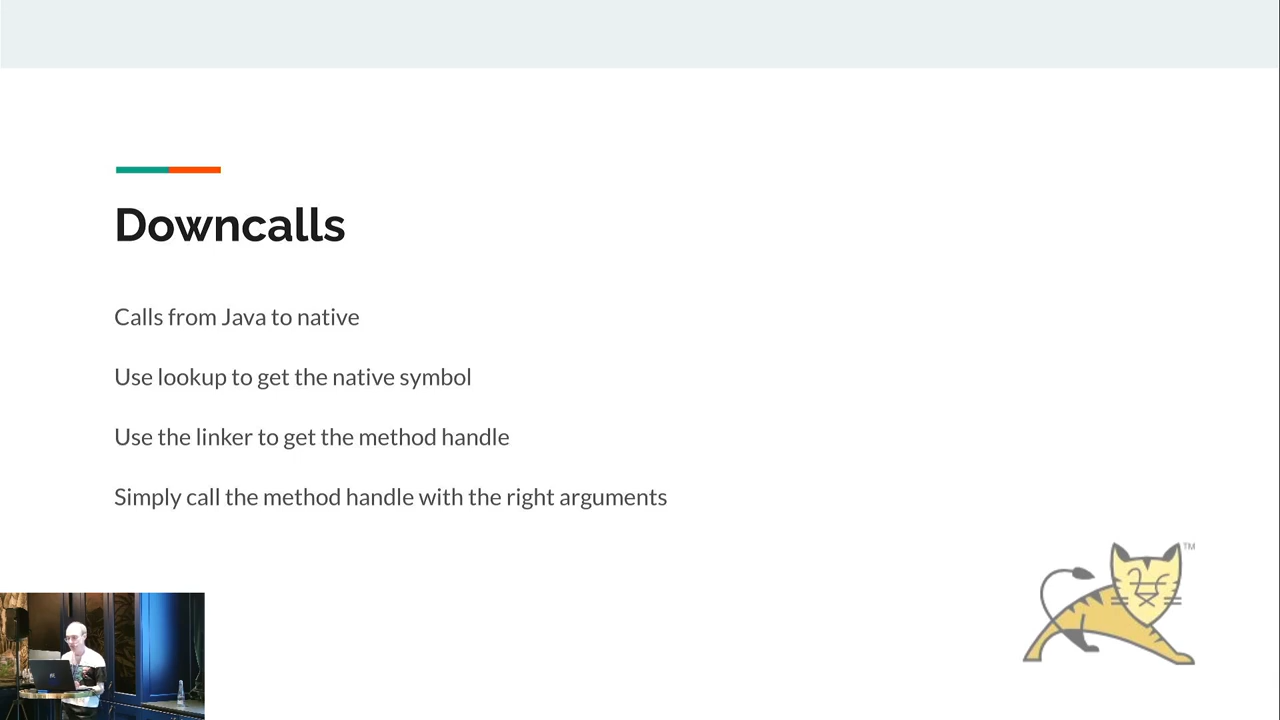 Downcalls
Calls from Java to native
Use lookup to get the native symbol
Use the linker to get the method handle
Simply call the method handle with the right arguments
TM